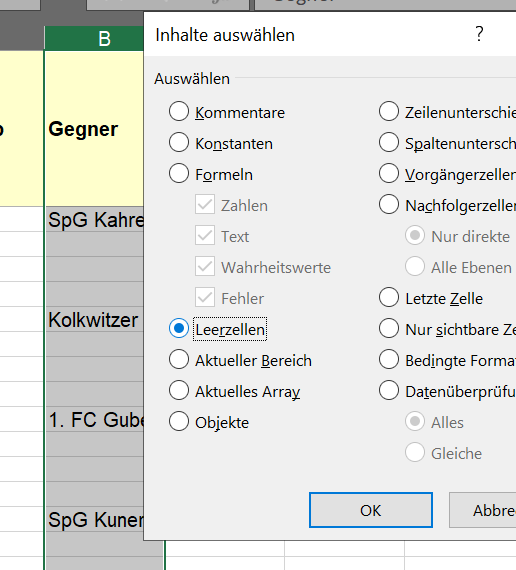 B
Gegner
SpG Kahre
Kolkwitzer
1. FC Gube
SpG Kuner
Inhalte auswählen
?
Auswählen
Kommentare
Konstanten
Formeln
Zahlen
Text
Wahrheitswerte
Fehler
Leerzellen
Aktueller Bereich
Aktuelles Array
Objekte
Zeilenunterschie
Spaltenuntersch
Vorgängerzellen
Nachfolgerzellen
Nur direkte
Alle Ebenen
Letzte Zelle
Nur sichtbare Ze
Bedingte Format
Datenüberprüfu
Alles
Gleiche
OK
Abbre